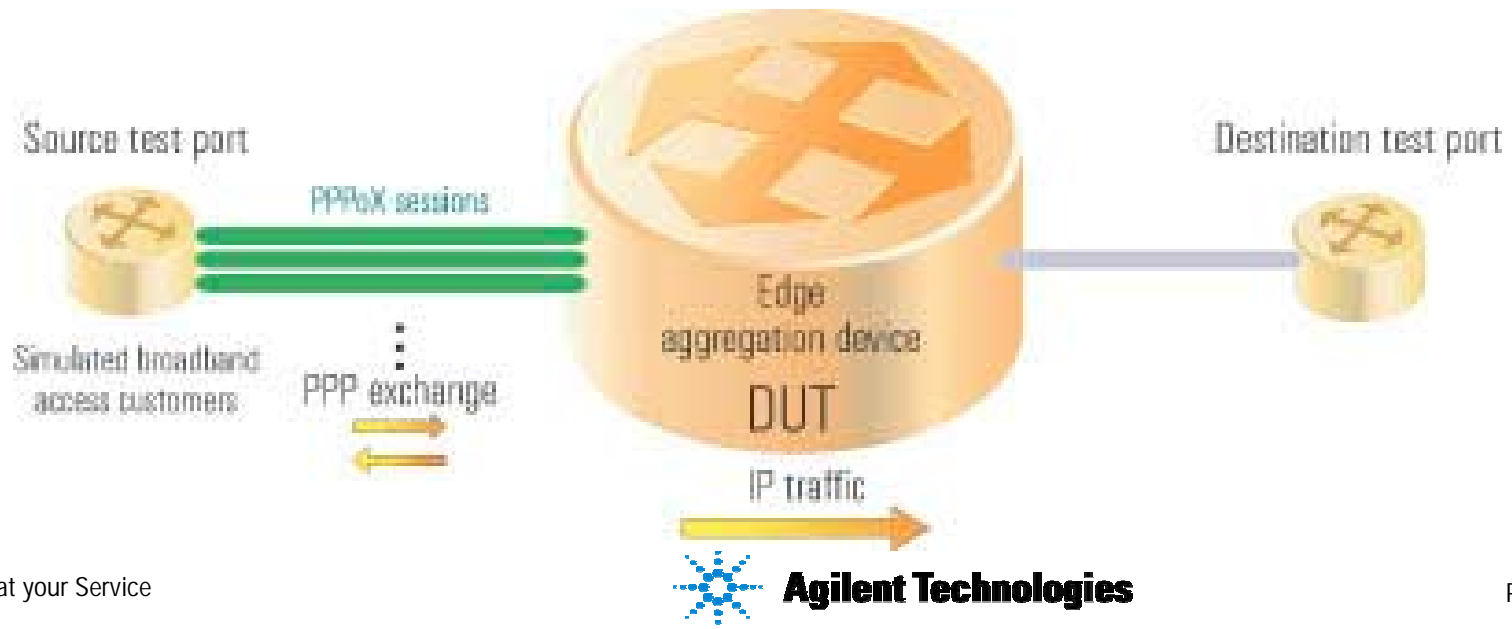 Source test port
Destination test port
PPPoX sessions
Edge
aggregation device
DUT
Simulated broadband
access customers
PPP exchange
IP traffic
at your Service
Agilent Technologies
P